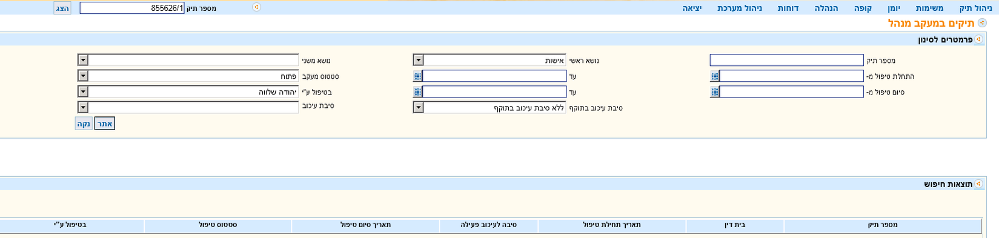 ניהול תיק משימות יומן קופה הנהלה דוחות ניהול מערכת יציאה מספר תיק 855626/1 הצג
תיקים במעקב מנהל
פרמטרים לסינון
מספר תיק נושא ראשי אישות נושא משני
התחלת טיפול מ- עד סטטוס מעקב פתוח
סיום טיפול מ- עד בטיפול ע"י יהודה שלווה
סיבת עיכוב בתוקף ללא סיבת עיכוב בתוקף סיבת עיכוב
אתר נקה
תוצאות חיפוש
מספר תיק בית דין תאריך תחילת טיפול סיבה לעיכוב פעילה תאריך סיום טיפול סטטוס טיפול בטיפול ע"י